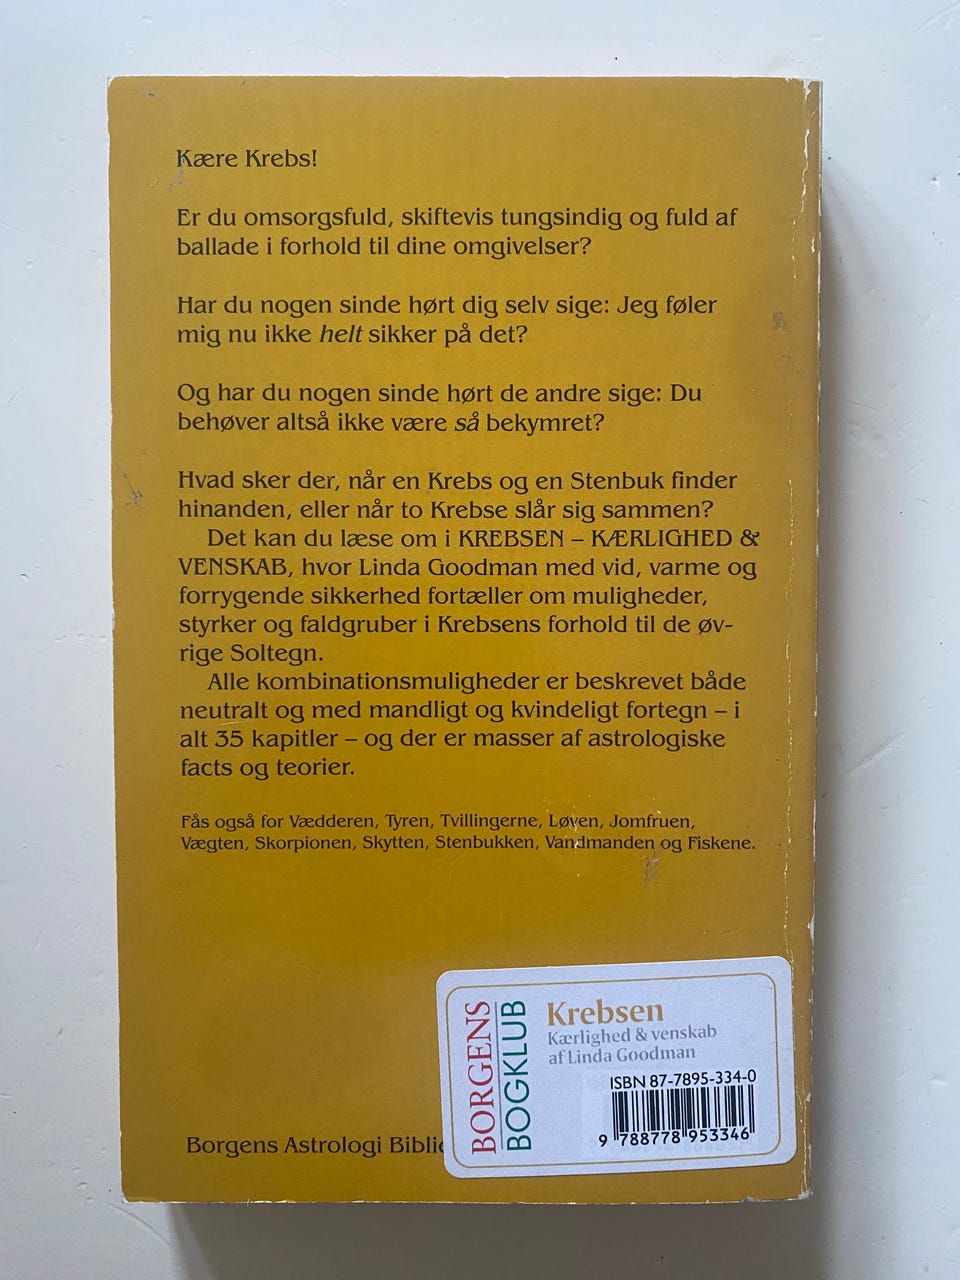 Kære Krebs!
Er du omsorgsfuld, skiftevis tungsindig og fuld af
ballade i forhold til dine omgivelser?
Har du nogen sinde hørt dig selv sige: Jeg føler
mig nu ikke helt sikker på det?
Og har du nogen sinde hørt de andre sige: Du
behøver altså ikke være så bekymret?
Hvad sker der, når en Krebs og en Stenbuk finder
hinanden, eller når to Krebse slår sig sammen?
Det kan du læse om i KREBSEN – KÆRLIGHED &
VENSKAB, hvor Linda Goodman med vid, varme og
forrygende sikkerhed fortæller om muligheder,
styrker og faldgruber i Krebsens forhold til de øv-
rige Soltegn.
Alle kombinationsmuligheder er beskrevet både
neutralt og med mandligt og kvindeligt fortegn – i
alt 35 kapitler – og der er masser af astrologiske
facts og teorier.
Fås også for Vædderen, Tyren, Tvillingerne, Løven, Jomfruen,
Vægten, Skorpionen, Skytten, Stenbukken, Vandmanden og Fiskene.
Borgens Astrologi
BORGENS
BOGKLUB
Krebsen
Kærlighed & venskab
af Linda Goodman
ISBN 87-7895-334-0
9 788778 953346